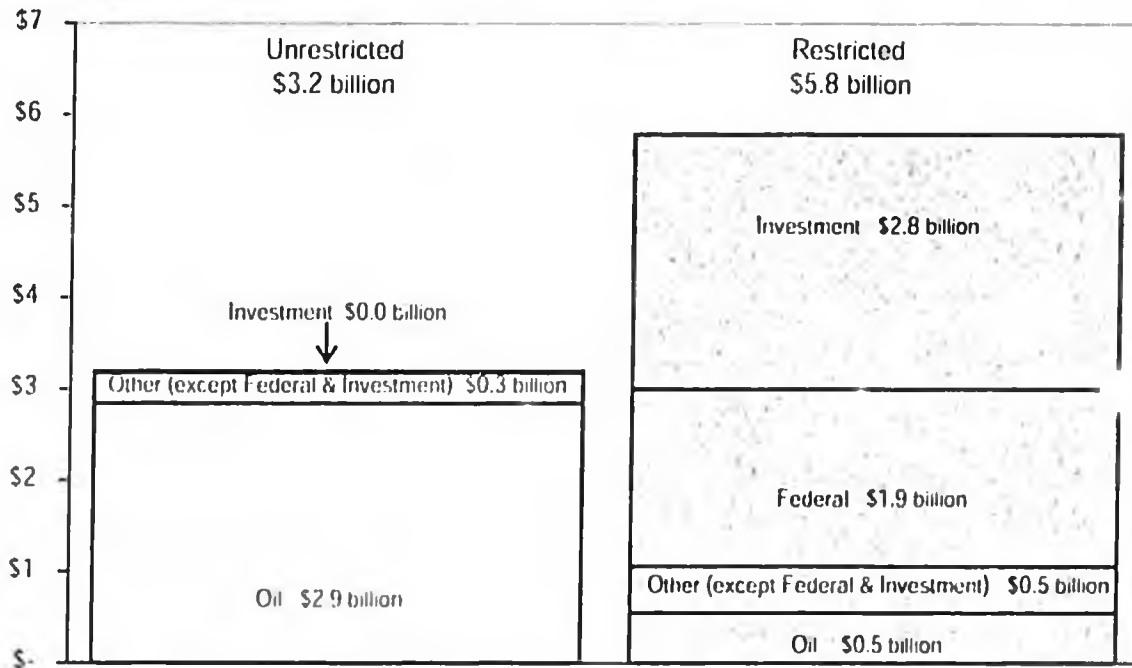 $7
$6
$5
$4
$3
$2
$1
$-
Unrestricted
$3.2 billion
Investment $0.0 billion
Other (except Federal & Investment) $0.3 billion
Oil $2.9 billion
Restricted
$5.8 billion
Investment $2.8 billion
Federal $1.9 billion
Other (except Federal & Investment) $0.5 billion
Oil $0.5 billion